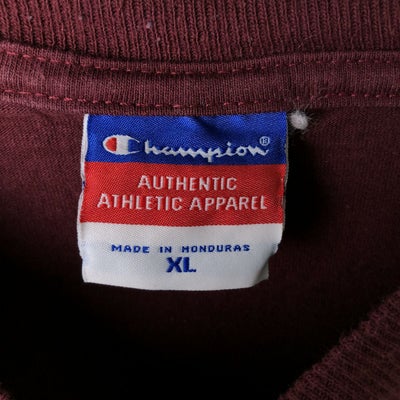 Champion®
AUTHENTIC
ATHLETIC APPAREL
MADE IN HONDURAS
XL